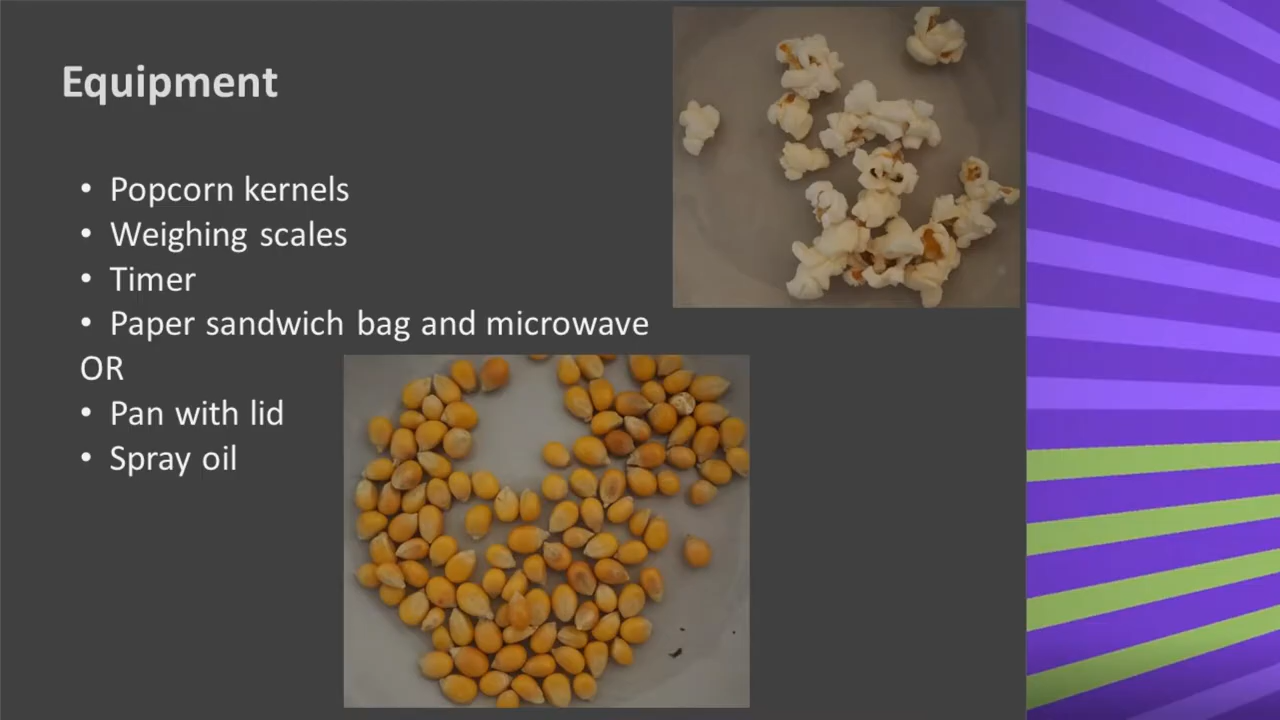 Equipment
• Popcorn kernels
• Weighing scales
• Timer
• Paper sandwich bag and microwave
OR
• Pan with lid
• Spray oil